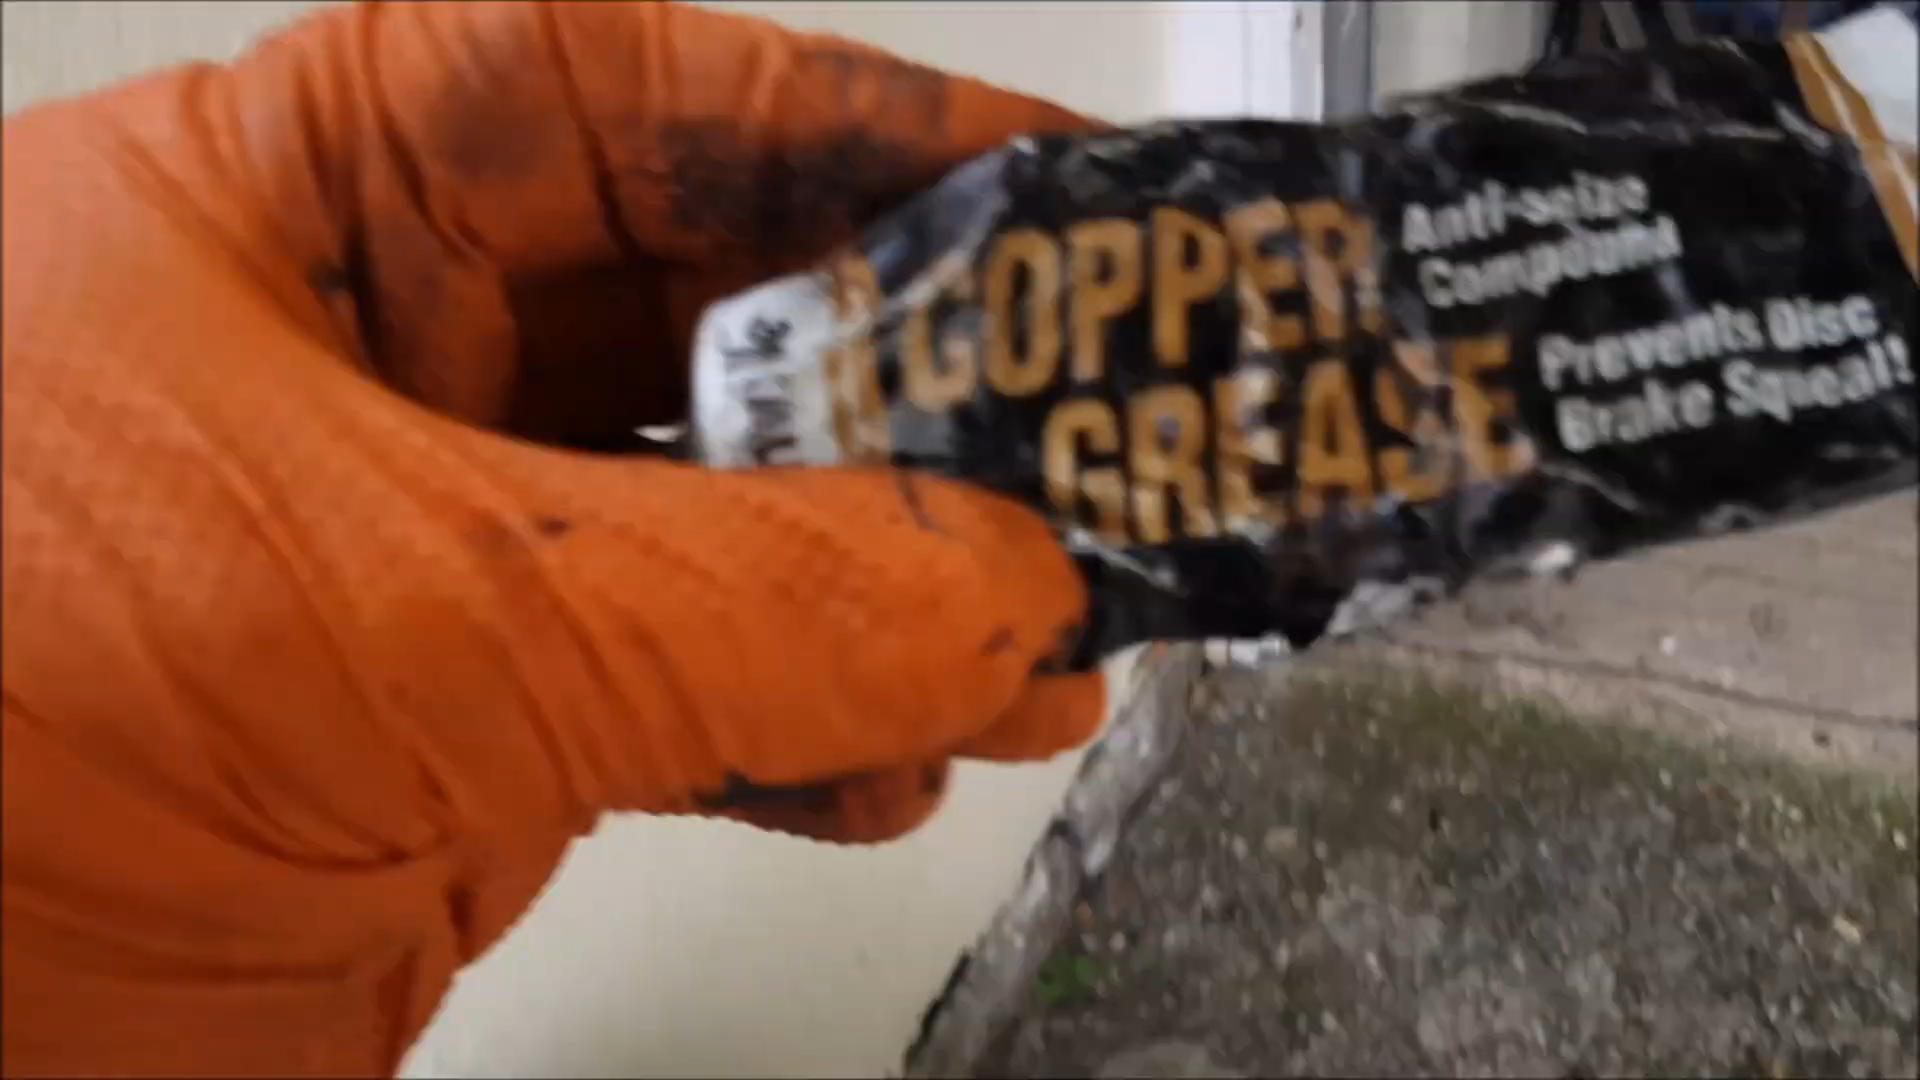 COPPER
GREASE
Anti-seize
Compound
Prevents Disc
Brake Squeal!